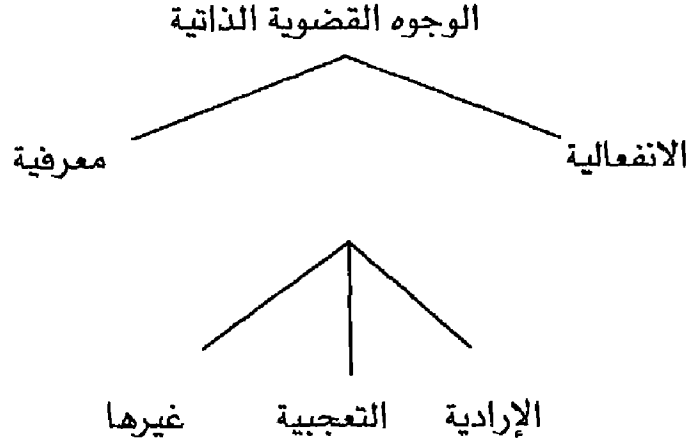 الوجوه القضوية الذاتية
الانفعالية معرفية
الإرادية التعجبية غيرها